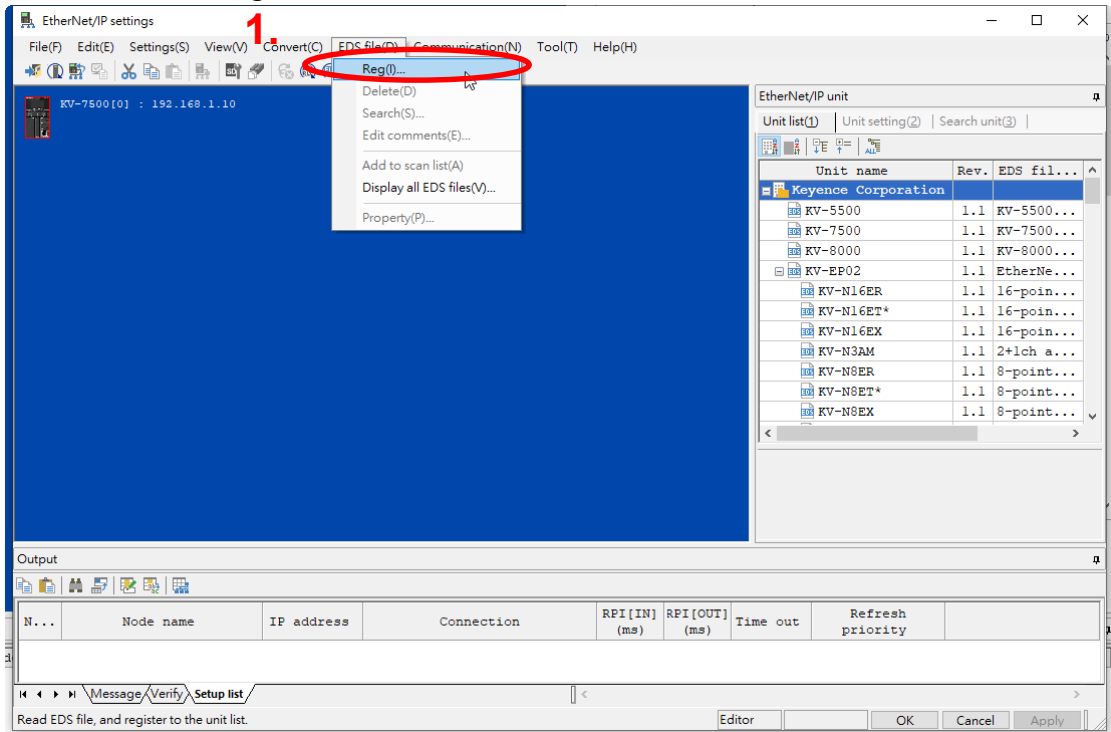 EtherNet/IP settings
1.
File(F) Edit(E) Settings(S) View(V) Convert(C) EDS file(D) Communication(N) Tool(T) Help(H)
Reg(I)...
Delete(D)
Search(S)...
Edit comments(E)...
Add to scan list(A)
Display all EDS files(V)...
Property(P)...
KV-7500[0] : 192.168.1.10
EtherNet/IP unit
Unit list(1) Unit setting(2) Search unit(3)
Unit name Rev. EDS fil...
Keyence Corporation
KV-5500 1.1 KV-5500...
KV-7500 1.1 KV-7500...
KV-8000 1.1 KV-8000...
KV-EP02 1.1 EtherNe...
KV-N16ER 1.1 16-poin...
KV-N16ET* 1.1 16-poin...
KV-N16EX 1.1 16-poin...
KV-N3AM 1.1 2+1ch a...
KV-N8ER 1.1 8-point...
KV-N8ET* 1.1 8-point...
KV-N8EX 1.1 8-point...
Output
N... Node name IP address Connection RPI[IN] (ms) RPI[OUT] (ms) Time out Refresh priority
Message Verify Setup list
Read EDS file, and register to the unit list. Editor OK Cancel Apply